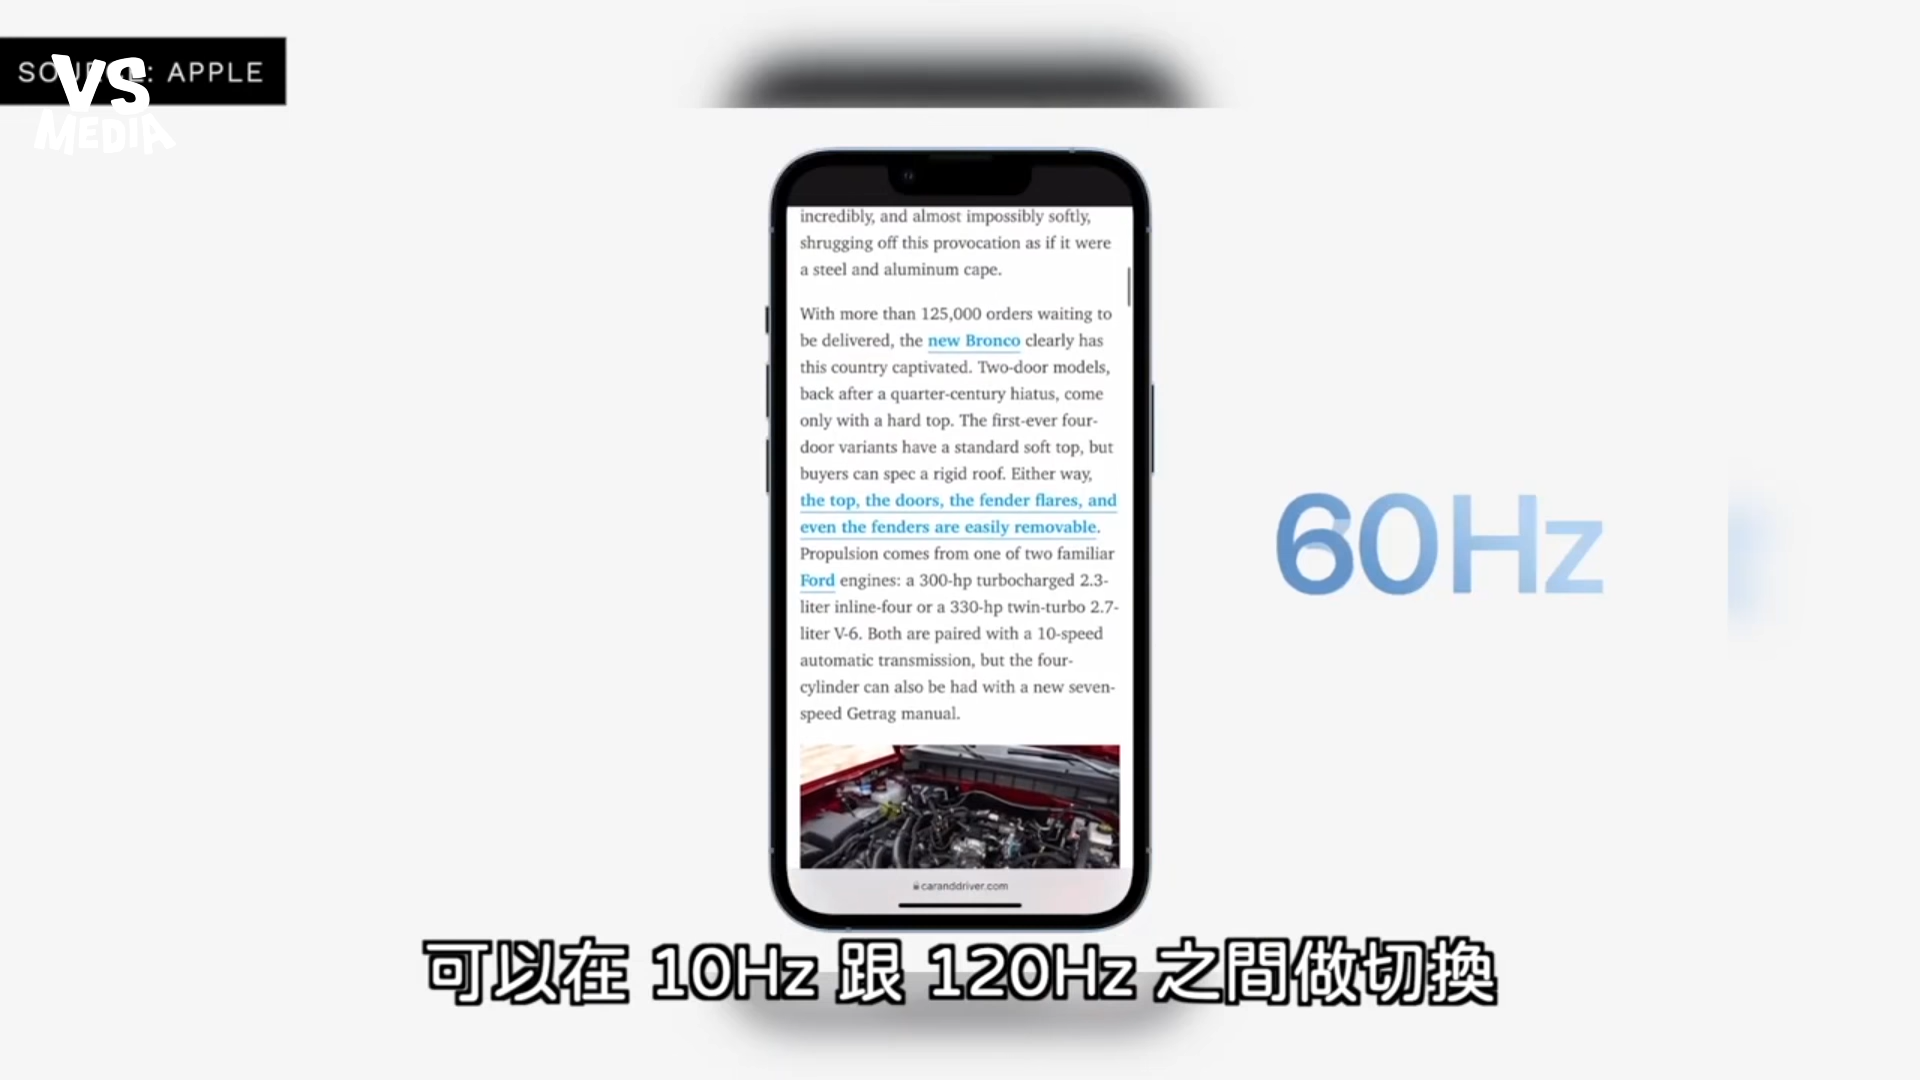 SOURCE: APPLE
VS
MEDIA
incredibly, and almost impossibly softly,
shrugging off this provocation as if it were
a steel and aluminum cape.
With more than 125,000 orders waiting to
be delivered, the new Bronco clearly has
this country captivated. Two-door models,
back after a quarter-century hiatus, come
only with a hard top. The first-ever four-
door variants have a standard soft top, but
buyers can spec a rigid roof. Either way,
the top, the doors, the fender flares, and
even the fenders are easily removable.
Propulsion comes from one of two familiar
Ford engines: a 300-hp turbocharged 2.3-
liter inline-four or a 330-hp twin-turbo 2.7-
liter V-6. Both are paired with a 10-speed
automatic transmission, but the four-
cylinder can also be had with a new seven-
speed Getrag manual.
caranddriver.com
60Hz
可以在 10Hz 跟 120Hz 之間做切換